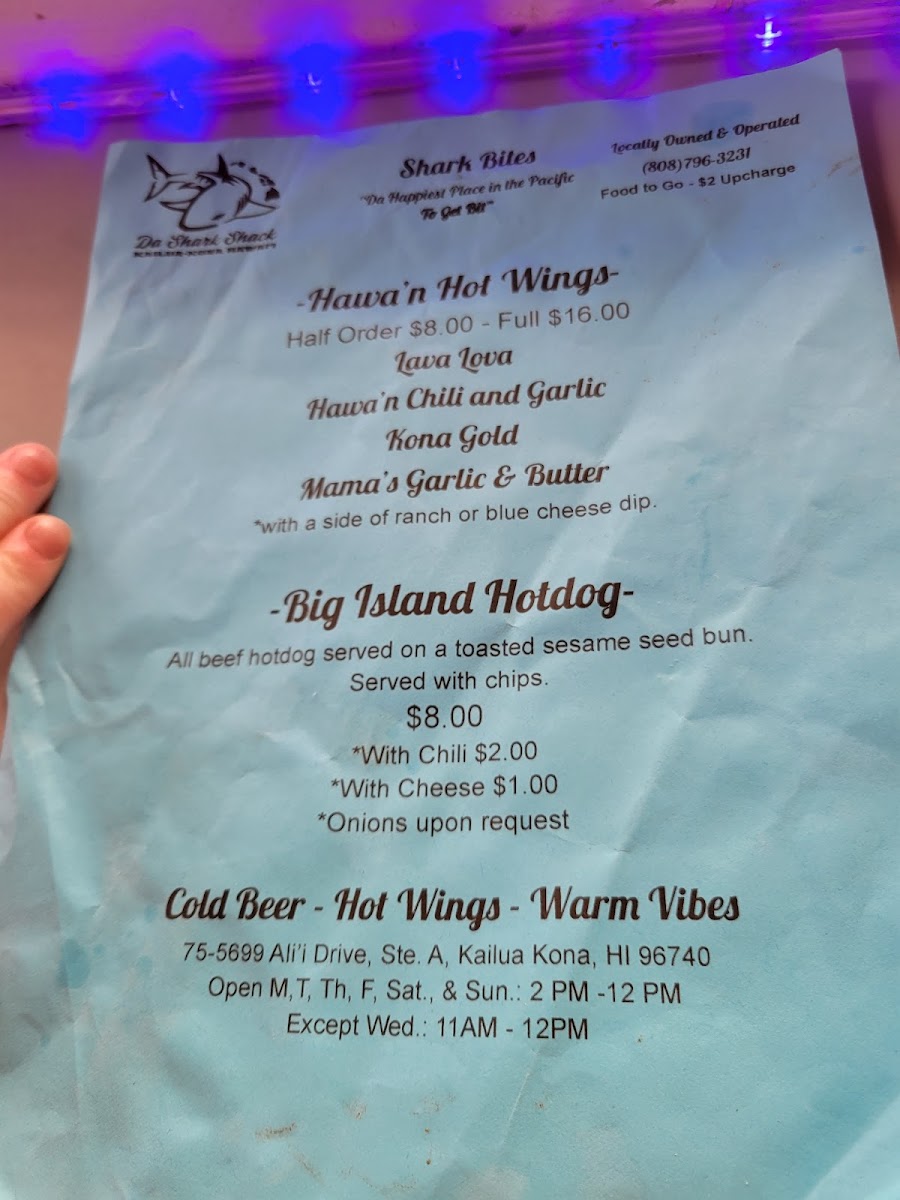 Da Shark Shack
KAILUA-KONA HAWAI'I
Shark Bites
"Da Happiest Place in the Pacific
To Get Bit"
Locally Owned & Operated
(808)796-3231
Food to Go - $2 Upcharge
-Hawa'n Hot Wings-
Half Order $8.00 - Full $16.00
Lava Lova
Hawa'n Chili and Garlic
Kona Gold
Mama's Garlic & Butter
*with a side of ranch or blue cheese dip.
-Big Island Hotdog-
All beef hotdog served on a toasted sesame seed bun.
Served with chips.
$8.00
*With Chili $2.00
*With Cheese $1.00
*Onions upon request
Cold Beer - Hot Wings - Warm Vibes
75-5699 Ali'i Drive, Ste. A, Kailua Kona, HI 96740
Open M,T, Th, F, Sat., & Sun.: 2 PM -12 PM
Except Wed.: 11AM - 12PM